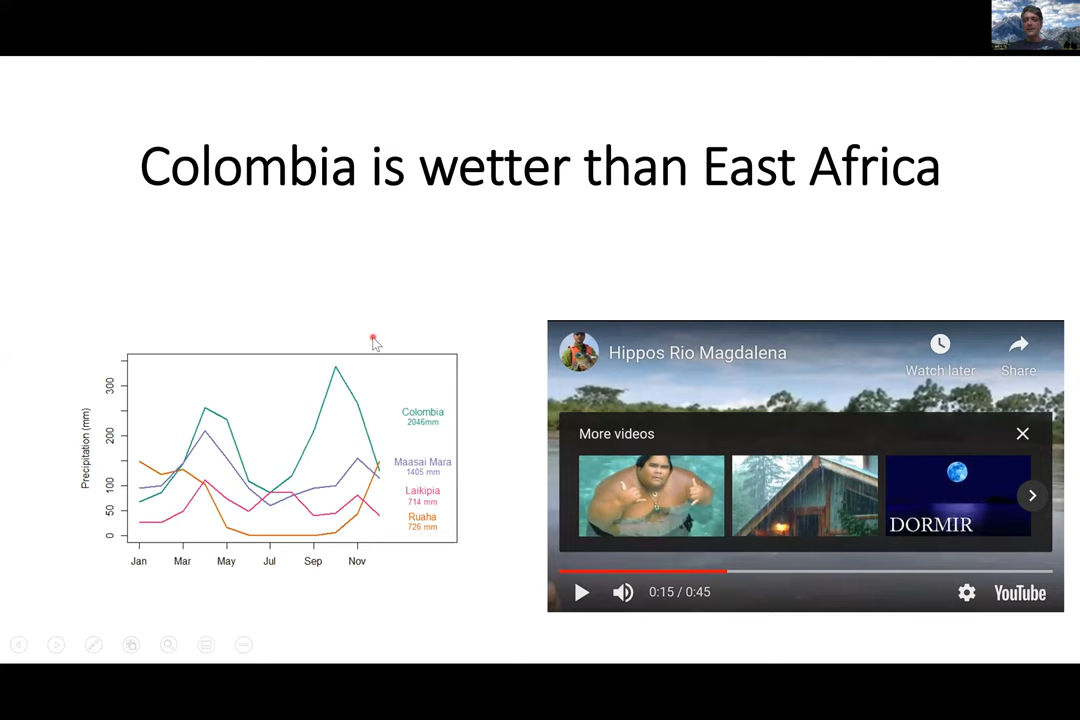 Colombia is wetter than East Africa
Precipitation (mm)
300
200
100
50
0
Jan Mar May Jul Sep Nov
Colombia
2046mm
Maasai Mara
1405 mm
Laikipia
714 mm
Ruaha
726 mm
Hippos Rio Magdalena
Watch later Share
More videos
DORMIR
0:15 / 0:45
YouTube